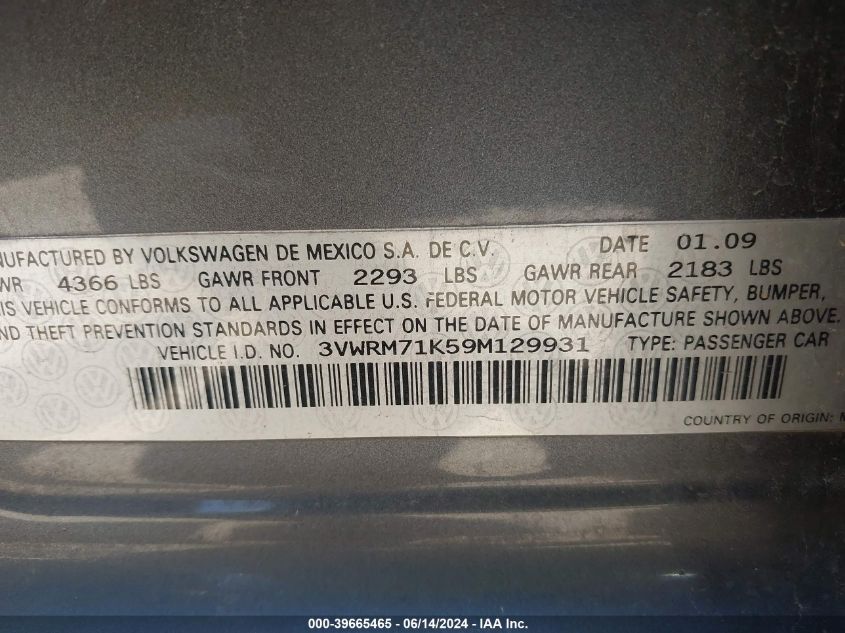 NUFACTURED BY VOLKSWAGEN DE MEXICO S.A. DE C.V. DATE 01.09
WR 4366 LBS GAWR FRONT 2293 LBS GAWR REAR 2183 LBS
IS VEHICLE CONFORMS TO ALL APPLICABLE U.S. FEDERAL MOTOR VEHICLE SAFETY, BUMPER,
ND THEFT PREVENTION STANDARDS IN EFFECT ON THE DATE OF MANUFACTURE SHOWN ABOVE.
VEHICLE I.D. NO. 3VWRM71K59M129931 TYPE: PASSENGER CAR
COUNTRY OF ORIGIN: M
000-39665465 - 06/14/2024 - IAA Inc.